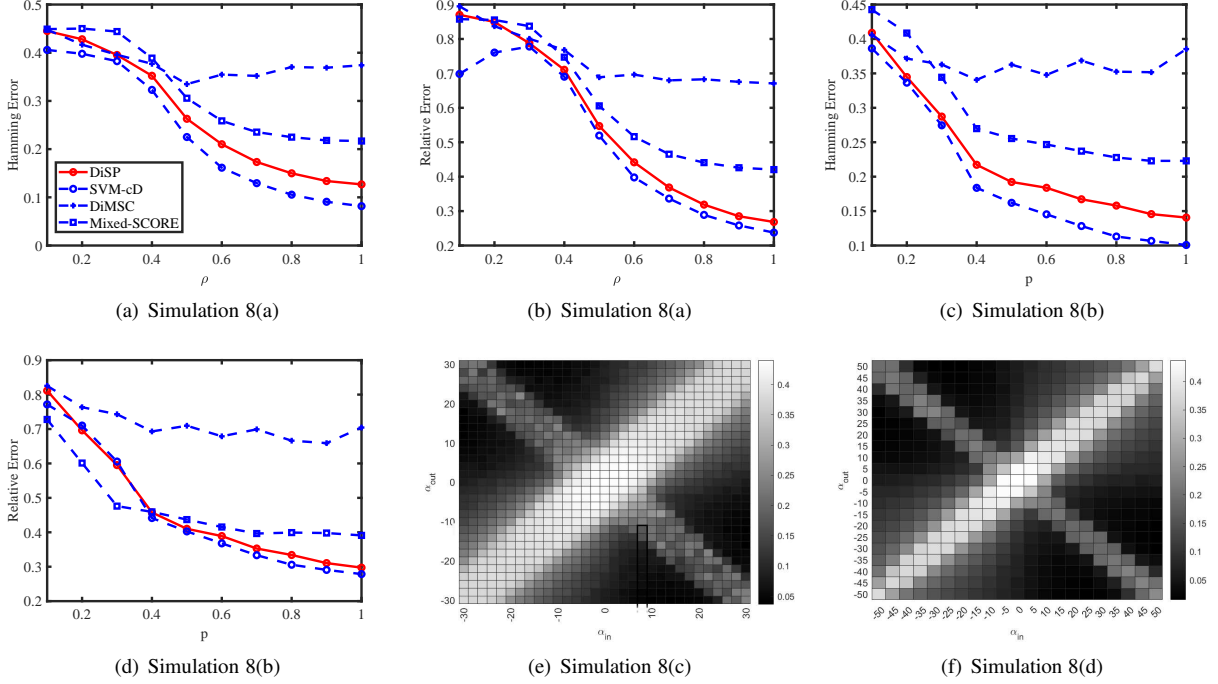 0.5
0.4
0.3
0.2
0.1
0
Hamming Error
DiSP
SVM-cD
DiMSC
Mixed-SCORE
0.2 0.4 0.6 0.8 1
ρ
(a) Simulation 8(a)
0.9
0.8
0.7
0.6
0.5
0.4
0.3
0.2
Relative Error
0.2 0.4 0.6 0.8 1
ρ
(b) Simulation 8(a)
0.45
0.4
0.35
0.3
0.25
0.2
0.15
0.1
Hamming Error
0.2 0.4 0.6 0.8 1
p
(c) Simulation 8(b)
0.9
0.8
0.7
0.6
0.5
0.4
0.3
0.2
Relative Error
0.2 0.4 0.6 0.8 1
p
(d) Simulation 8(b)
30
20
10
0
-10
-20
-30
α_out
-30 -20 -10 0 10 20 30
α_in
0.4
0.35
0.3
0.25
0.2
0.15
0.1
0.05
(e) Simulation 8(c)
50
45
40
35
30
25
20
15
10
5
0
-5
-10
-15
-20
-25
-30
-35
-40
-45
-50
α_out
-50 -45 -40 -35 -30 -25 -20 -15 -10 -5 0 5 10 15 20 25 30 35 40 45 50
α_in
0.4
0.35
0.3
0.25
0.2
0.15
0.1
0.05
(f) Simulation 8(d)